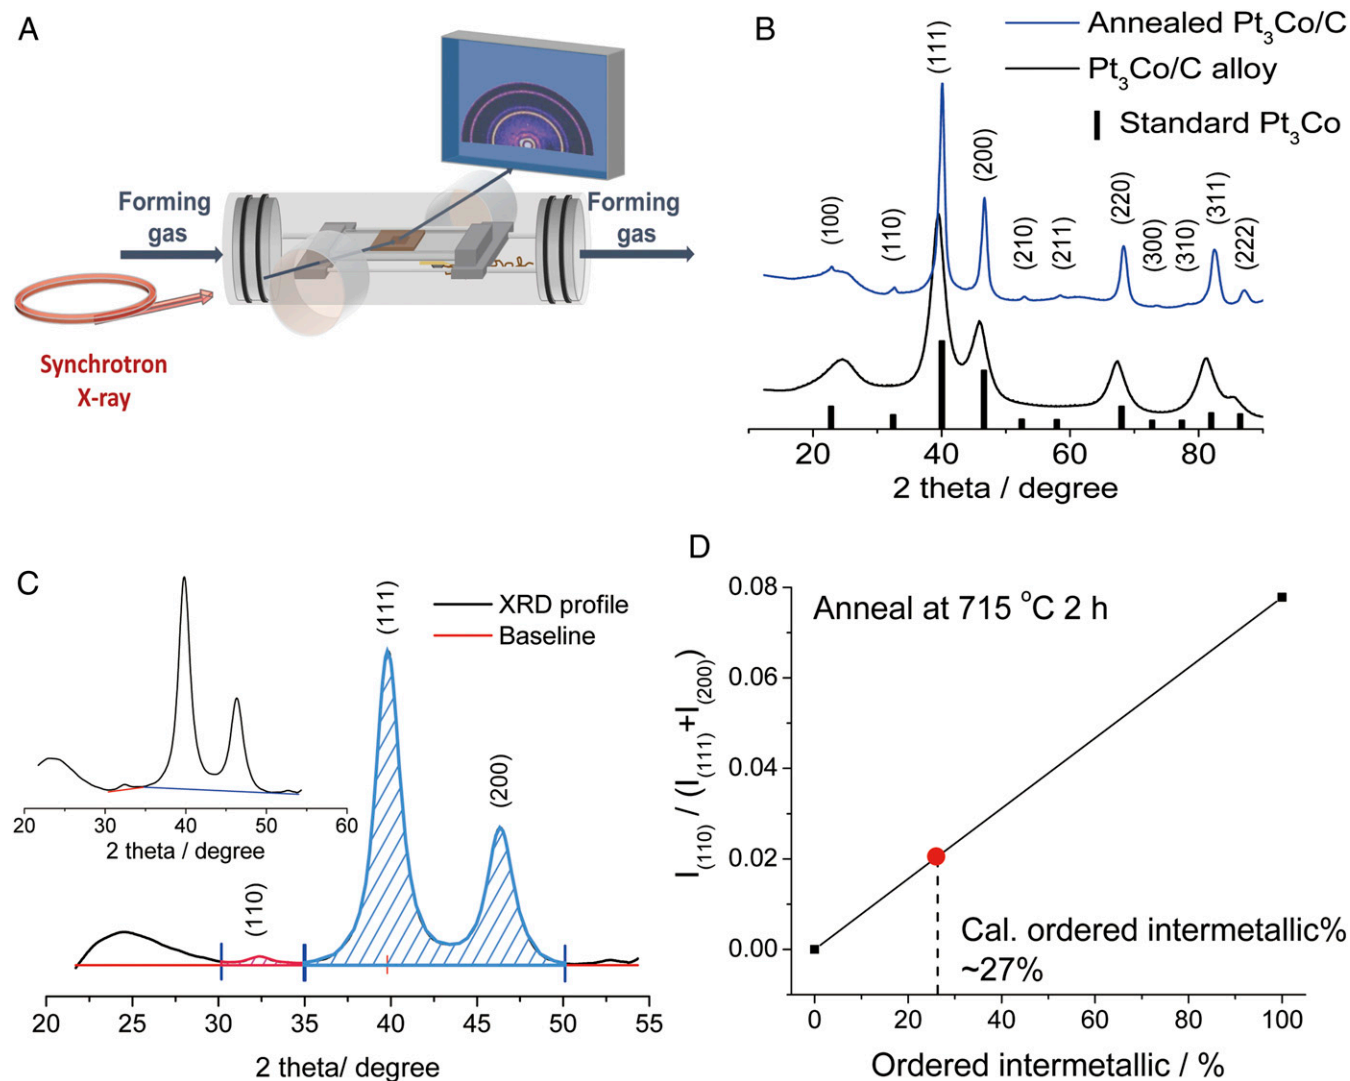 A
Forming
gas
Forming
gas
Synchrotron
X-ray
B
Annealed Pt₃Co/C
Pt₃Co/C alloy
Standard Pt₃Co
(100)
(110)
(111)
(200)
(210)
(211)
(220)
(300)
(310)
(311)
(222)
20
40
60
80
2 theta / degree
C
XRD profile
Baseline
(110)
(111)
(200)
20
30
40
50
60
2 theta / degree
20
25
30
35
40
45
50
55
2 theta/ degree
D
Anneal at 715 °C 2 h
I₍₁₁₀₎ / (I₍₁₁₁₎+I₍₂₀₀₎)
0.08
0.06
0.04
0.02
0.00
Cal. ordered intermetallic%
~27%
0
20
40
60
80
100
Ordered intermetallic / %